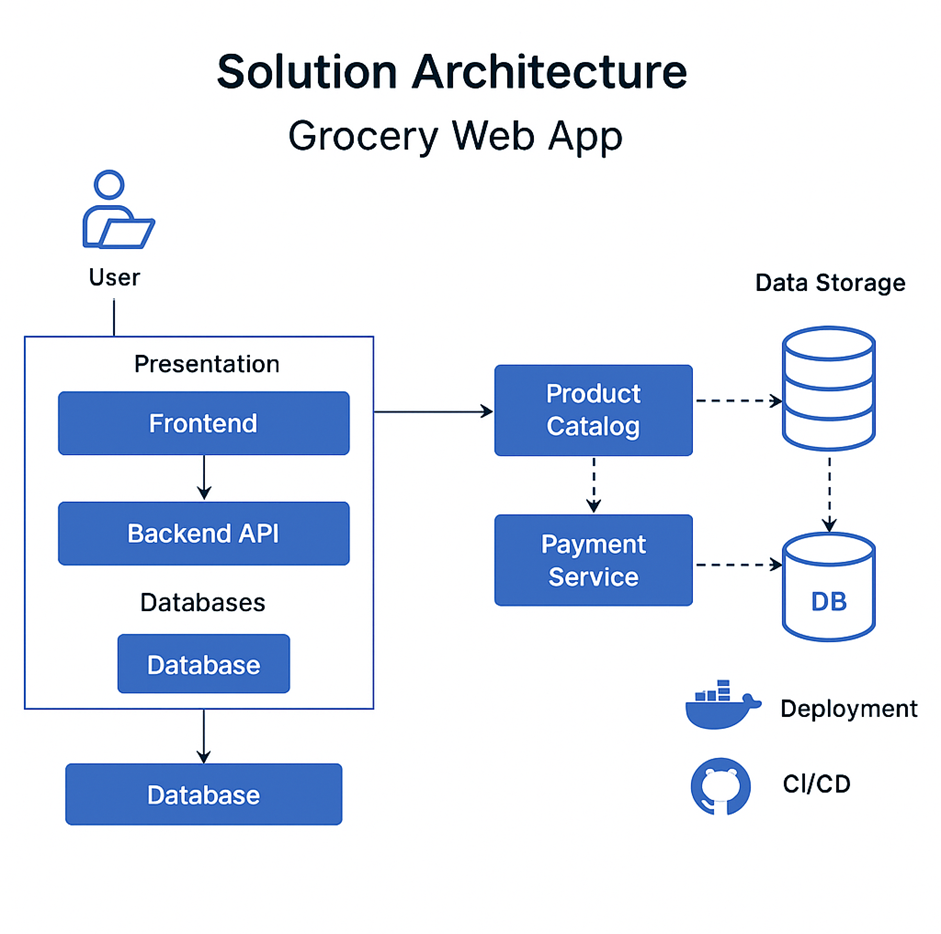 Solution Architecture
Grocery Web App
User
Data Storage
Presentation
Frontend
Backend API
Databases
Database
Database
Product
Catalog
Payment
Service
DB
Deployment
CI/CD